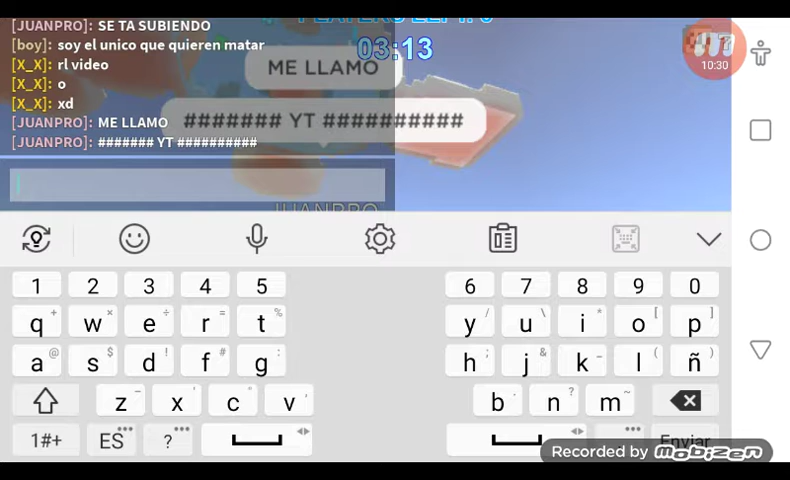 [JUANPRO]: SE TA SUBIENDO
[boy]: soy el unico que quieren matar
[X_X]: rl video
[X_X]: o
[X_X]: xd
[JUANPRO]: ME LLAMO
[JUANPRO]: ####### YT ##########
03:13
ME LLAMO
####### YT ##########
JUANPRO
10:30
1 2 3 4 5 6 7 8 9 0
q w e r t y u i o p
a s d f g h j k l ñ
z x c v b n m
1#+ ES ? Enviar
Recorded by mobizen